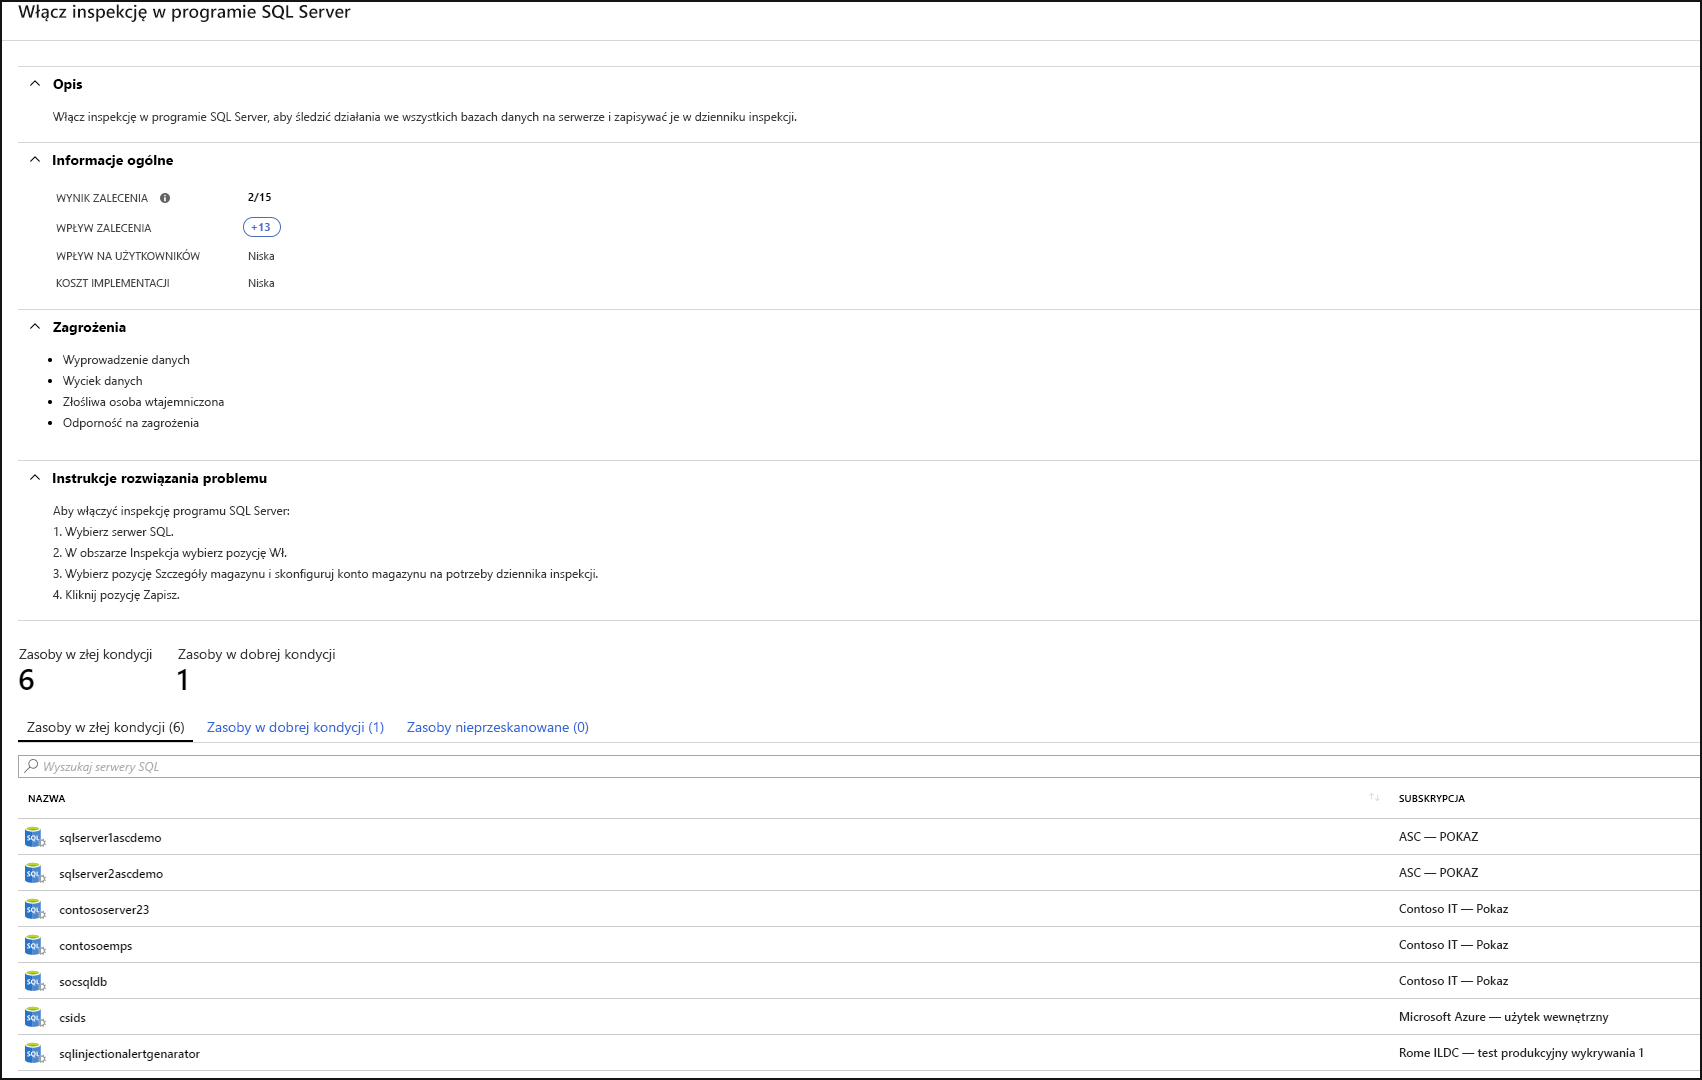 Włącz inspekcję w programie SQL Server
Opis
Włącz inspekcję w programie SQL Server, aby śledzić działania we wszystkich bazach danych na serwerze i zapisywać je w dzienniku inspekcji.
Informacje ogólne
WYNIK ZALECENIA 2/15
WPŁYW ZALECENIA +13
WPŁYW NA UŻYTKOWNIKÓW Niska
KOSZT IMPLEMENTACJI Niska
Zagrożenia
• Wyprowadzenie danych
• Wyciek danych
• Złośliwa osoba wtajemniczona
• Odporność na zagrożenia
Instrukcje rozwiązania problemu
Aby włączyć inspekcję programu SQL Server:
1. Wybierz serwer SQL.
2. W obszarze Inspekcja wybierz pozycję Wł.
3. Wybierz pozycję Szczegóły magazynu i skonfiguruj konto magazynu na potrzeby dziennika inspekcji.
4. Kliknij pozycję Zapisz.
Zasoby w złej kondycji Zasoby w dobrej kondycji
6 1
Zasoby w złej kondycji (6) Zasoby w dobrej kondycji (1) Zasoby nieprzeskanowane (0)
Wyszukaj serwery SQL
NAZWA SUBSKRYPCJA
SQL sqlserver1ascdemo ASC — POKAZ
SQL sqlserver2ascdemo ASC — POKAZ
SQL contososerver23 Contoso IT — Pokaz
SQL contosoemps Contoso IT — Pokaz
SQL socsqldb Contoso IT — Pokaz
SQL csids Microsoft Azure — użytek wewnętrzny
SQL sqlinjectionalertgenarator Rome ILDC — test produkcyjny wykrywania 1